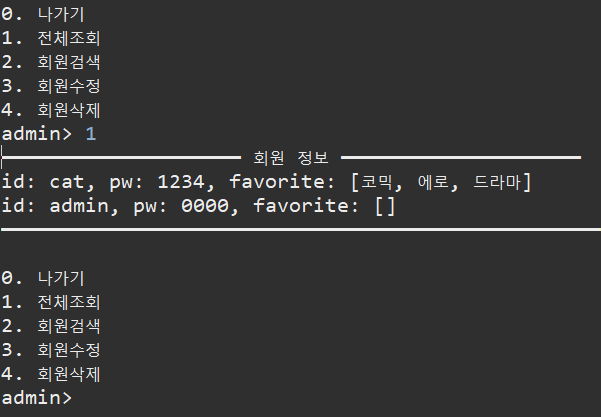 0. 나가기
1. 전체조회
2. 회원검색
3. 회원수정
4. 회원삭제
admin> 1
━━━━━━━━━━━━━━━━━━━━ 회원 정보 ━━━━━━━━━━━━━━━━━━━━
id: cat, pw: 1234, favorite: [코믹, 에로, 드라마]
id: admin, pw: 0000, favorite: []
━━━━━━━━━━━━━━━━━━━━━━━━━━━━━━━━━━━━━━━━━━━━━━━━━━
0. 나가기
1. 전체조회
2. 회원검색
3. 회원수정
4. 회원삭제
admin>